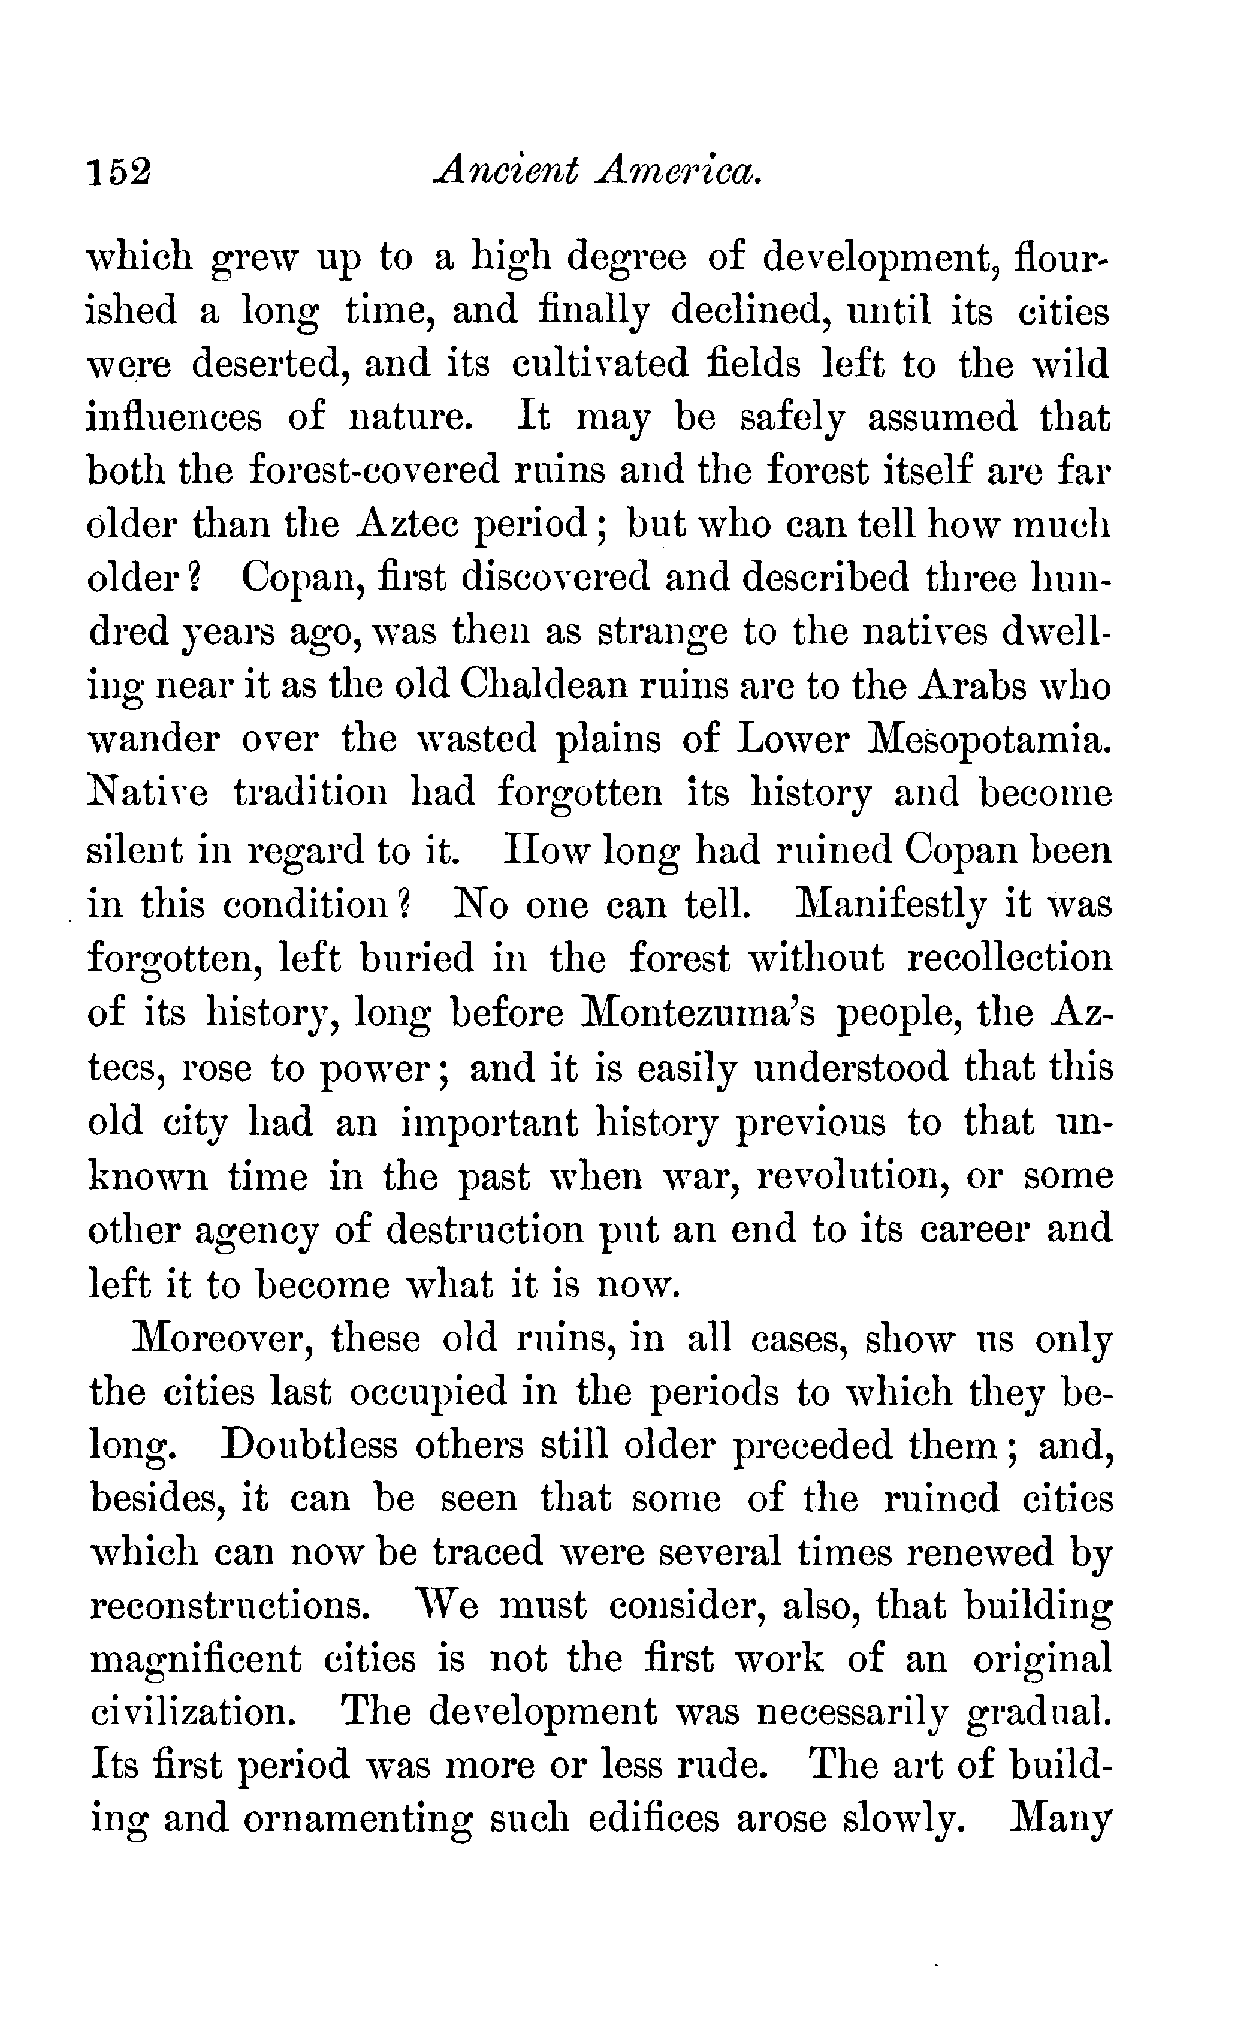 152 Ancient America.
which grew up to a high degree of development, flour-
ished a long time, and finally declined, until its cities
were deserted, and its cultivated fields left to the wild
influences of nature. It may be safely assumed that
both the forest-covered ruins and the forest itself are far
older than the Aztec period; but who can tell how much
older? Copan, first discovered and described three hun-
dred years ago, was then as strange to the natives dwell-
ing near it as the old Chaldean ruins are to the Arabs who
wander over the wasted plains of Lower Mesopotamia.
Native tradition had forgotten its history and become
silent in regard to it. How long had ruined Copan been
in this condition? No one can tell. Manifestly it was
forgotten, left buried in the forest without recollection
of its history, long before Montezuma's people, the Az-
tecs, rose to power; and it is easily understood that this
old city had an important history previous to that un-
known time in the past when war, revolution, or some
other agency of destruction put an end to its career and
left it to become what it is now.
Moreover, these old ruins, in all cases, show us only
the cities last occupied in the periods to which they be-
long. Doubtless others still older preceded them; and,
besides, it can be seen that some of the ruined cities
which can now be traced were several times renewed by
reconstructions. We must consider, also, that building
magnificent cities is not the first work of an original
civilization. The development was necessarily gradual.
Its first period was more or less rude. The art of build-
ing and ornamenting such edifices arose slowly. Many